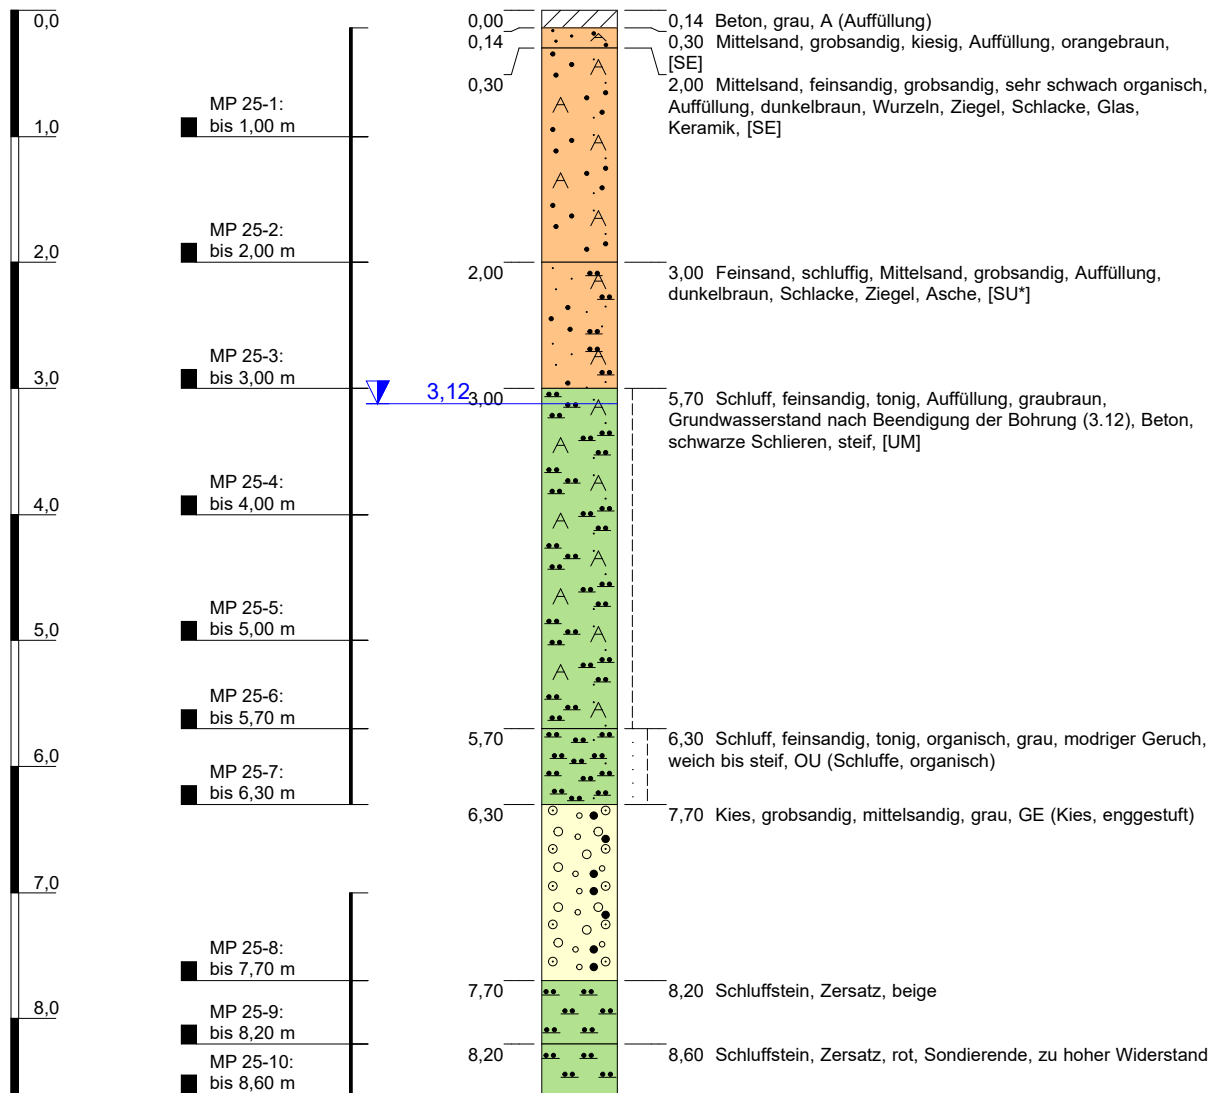 0,0
1,0
2,0
3,0
4,0
5,0
6,0
7,0
8,0
MP 25-1:
bis 1,00 m
MP 25-2:
bis 2,00 m
MP 25-3:
bis 3,00 m
MP 25-4:
bis 4,00 m
MP 25-5:
bis 5,00 m
MP 25-6:
bis 5,70 m
MP 25-7:
bis 6,30 m
MP 25-8:
bis 7,70 m
MP 25-9:
bis 8,20 m
MP 25-10:
bis 8,60 m
3,12
0,00
0,14
0,30
2,00
3,00
5,70
6,30
7,70
8,20
0,14 Beton, grau, A (Auffüllung)
0,30 Mittelsand, grobsandig, kiesig, Auffüllung, orangebraun,
[SE]
2,00 Mittelsand, feinsandig, grobsandig, sehr schwach organisch,
Auffüllung, dunkelbraun, Wurzeln, Ziegel, Schlacke, Glas,
Keramik, [SE]
3,00 Feinsand, schluffig, Mittelsand, grobsandig, Auffüllung,
dunkelbraun, Schlacke, Ziegel, Asche, [SU*]
5,70 Schluff, feinsandig, tonig, Auffüllung, graubraun,
Grundwasserstand nach Beendigung der Bohrung (3.12), Beton,
schwarze Schlieren, steif, [UM]
6,30 Schluff, feinsandig, tonig, organisch, grau, modriger Geruch,
weich bis steif, OU (Schluffe, organisch)
7,70 Kies, grobsandig, mittelsandig, grau, GE (Kies, enggestuft)
8,20 Schluffstein, Zersatz, beige
8,60 Schluffstein, Zersatz, rot, Sondierende, zu hoher Widerstand